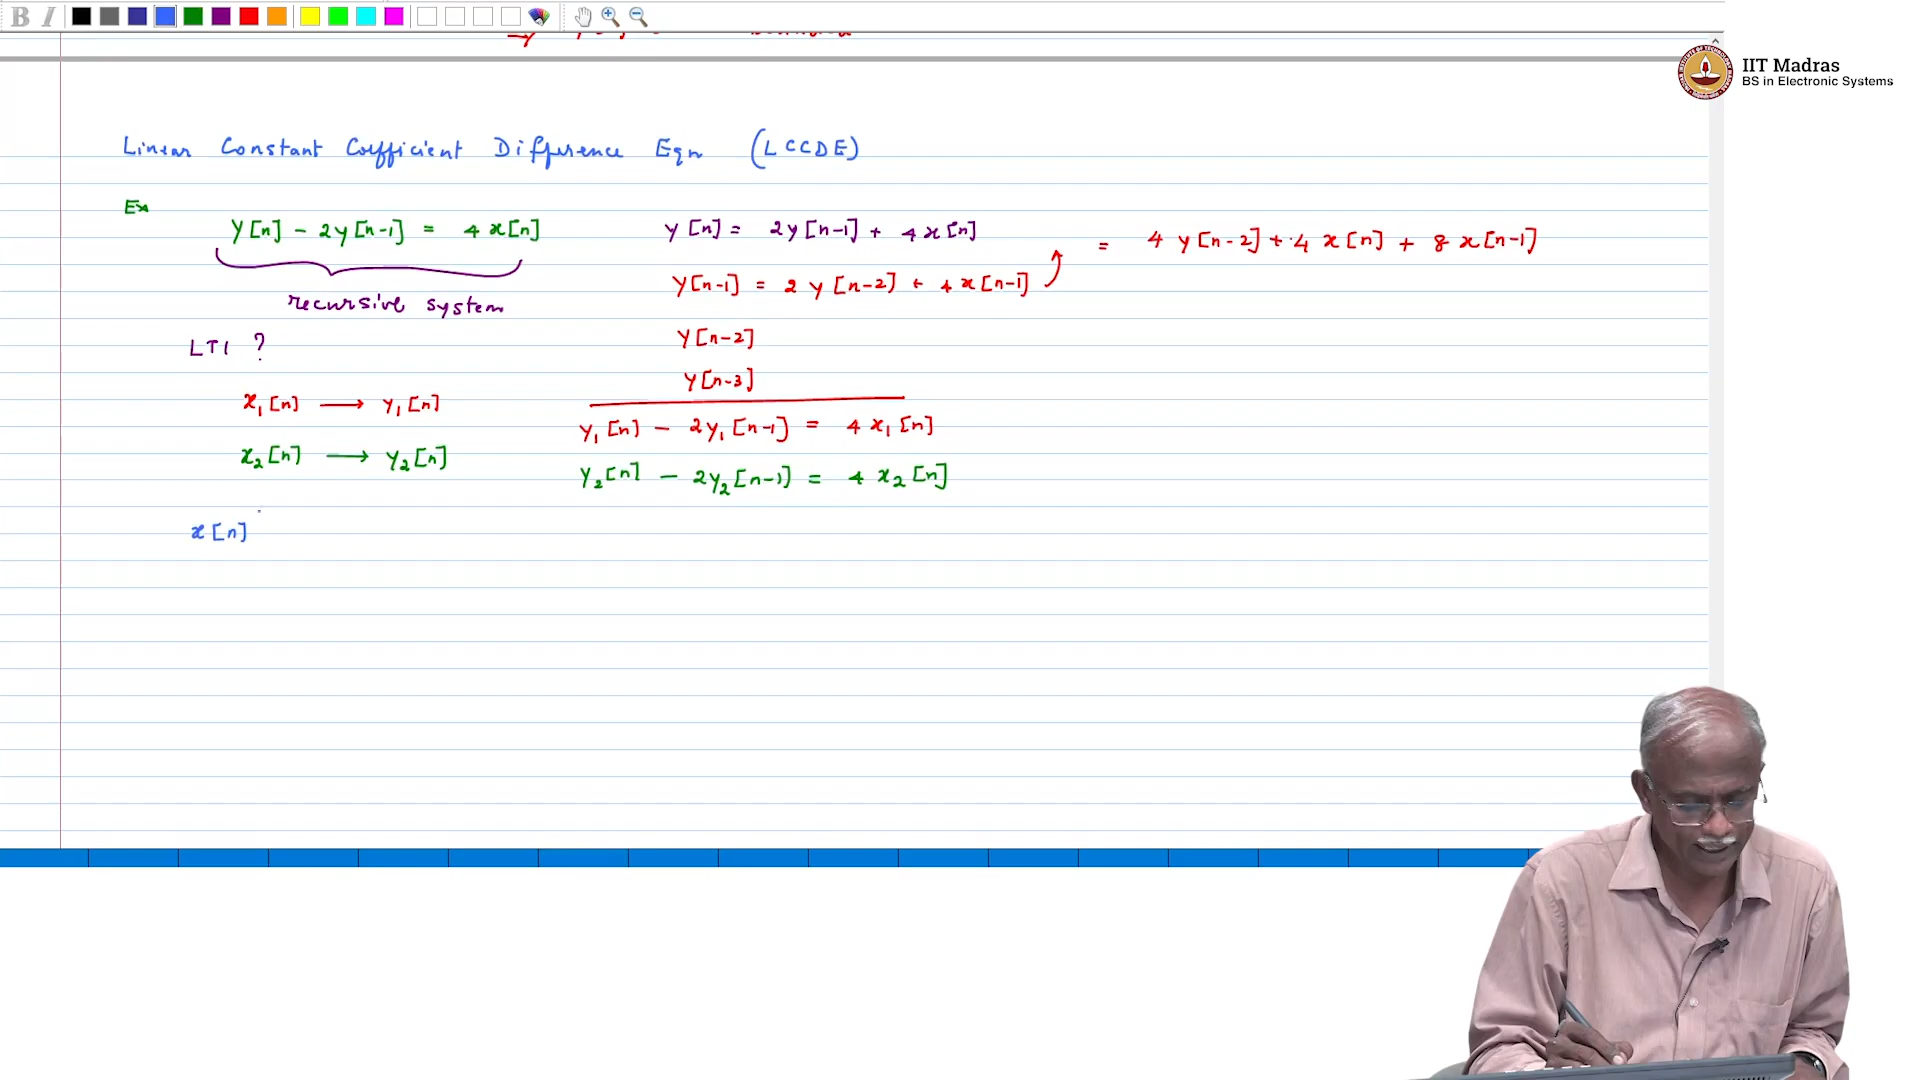 IIT Madras
BS in Electronic Systems
Linear Constant Coefficient Difference Eqn (LCCDE)
Ex
y[n] - 2y[n-1] = 4x[n]
recursive system
y[n] = 2y[n-1] + 4x[n]
= 4y[n-2] + 4x[n] + 8x[n-1]
y[n-1] = 2y[n-2] + 4x[n-1]
y[n-2]
y[n-3]
LTI ?
x₁[n] → y₁[n]
y₁[n] - 2y₁[n-1] = 4x₁[n]
x₂[n] → y₂[n]
y₂[n] - 2y₂[n-1] = 4x₂[n]
x[n]